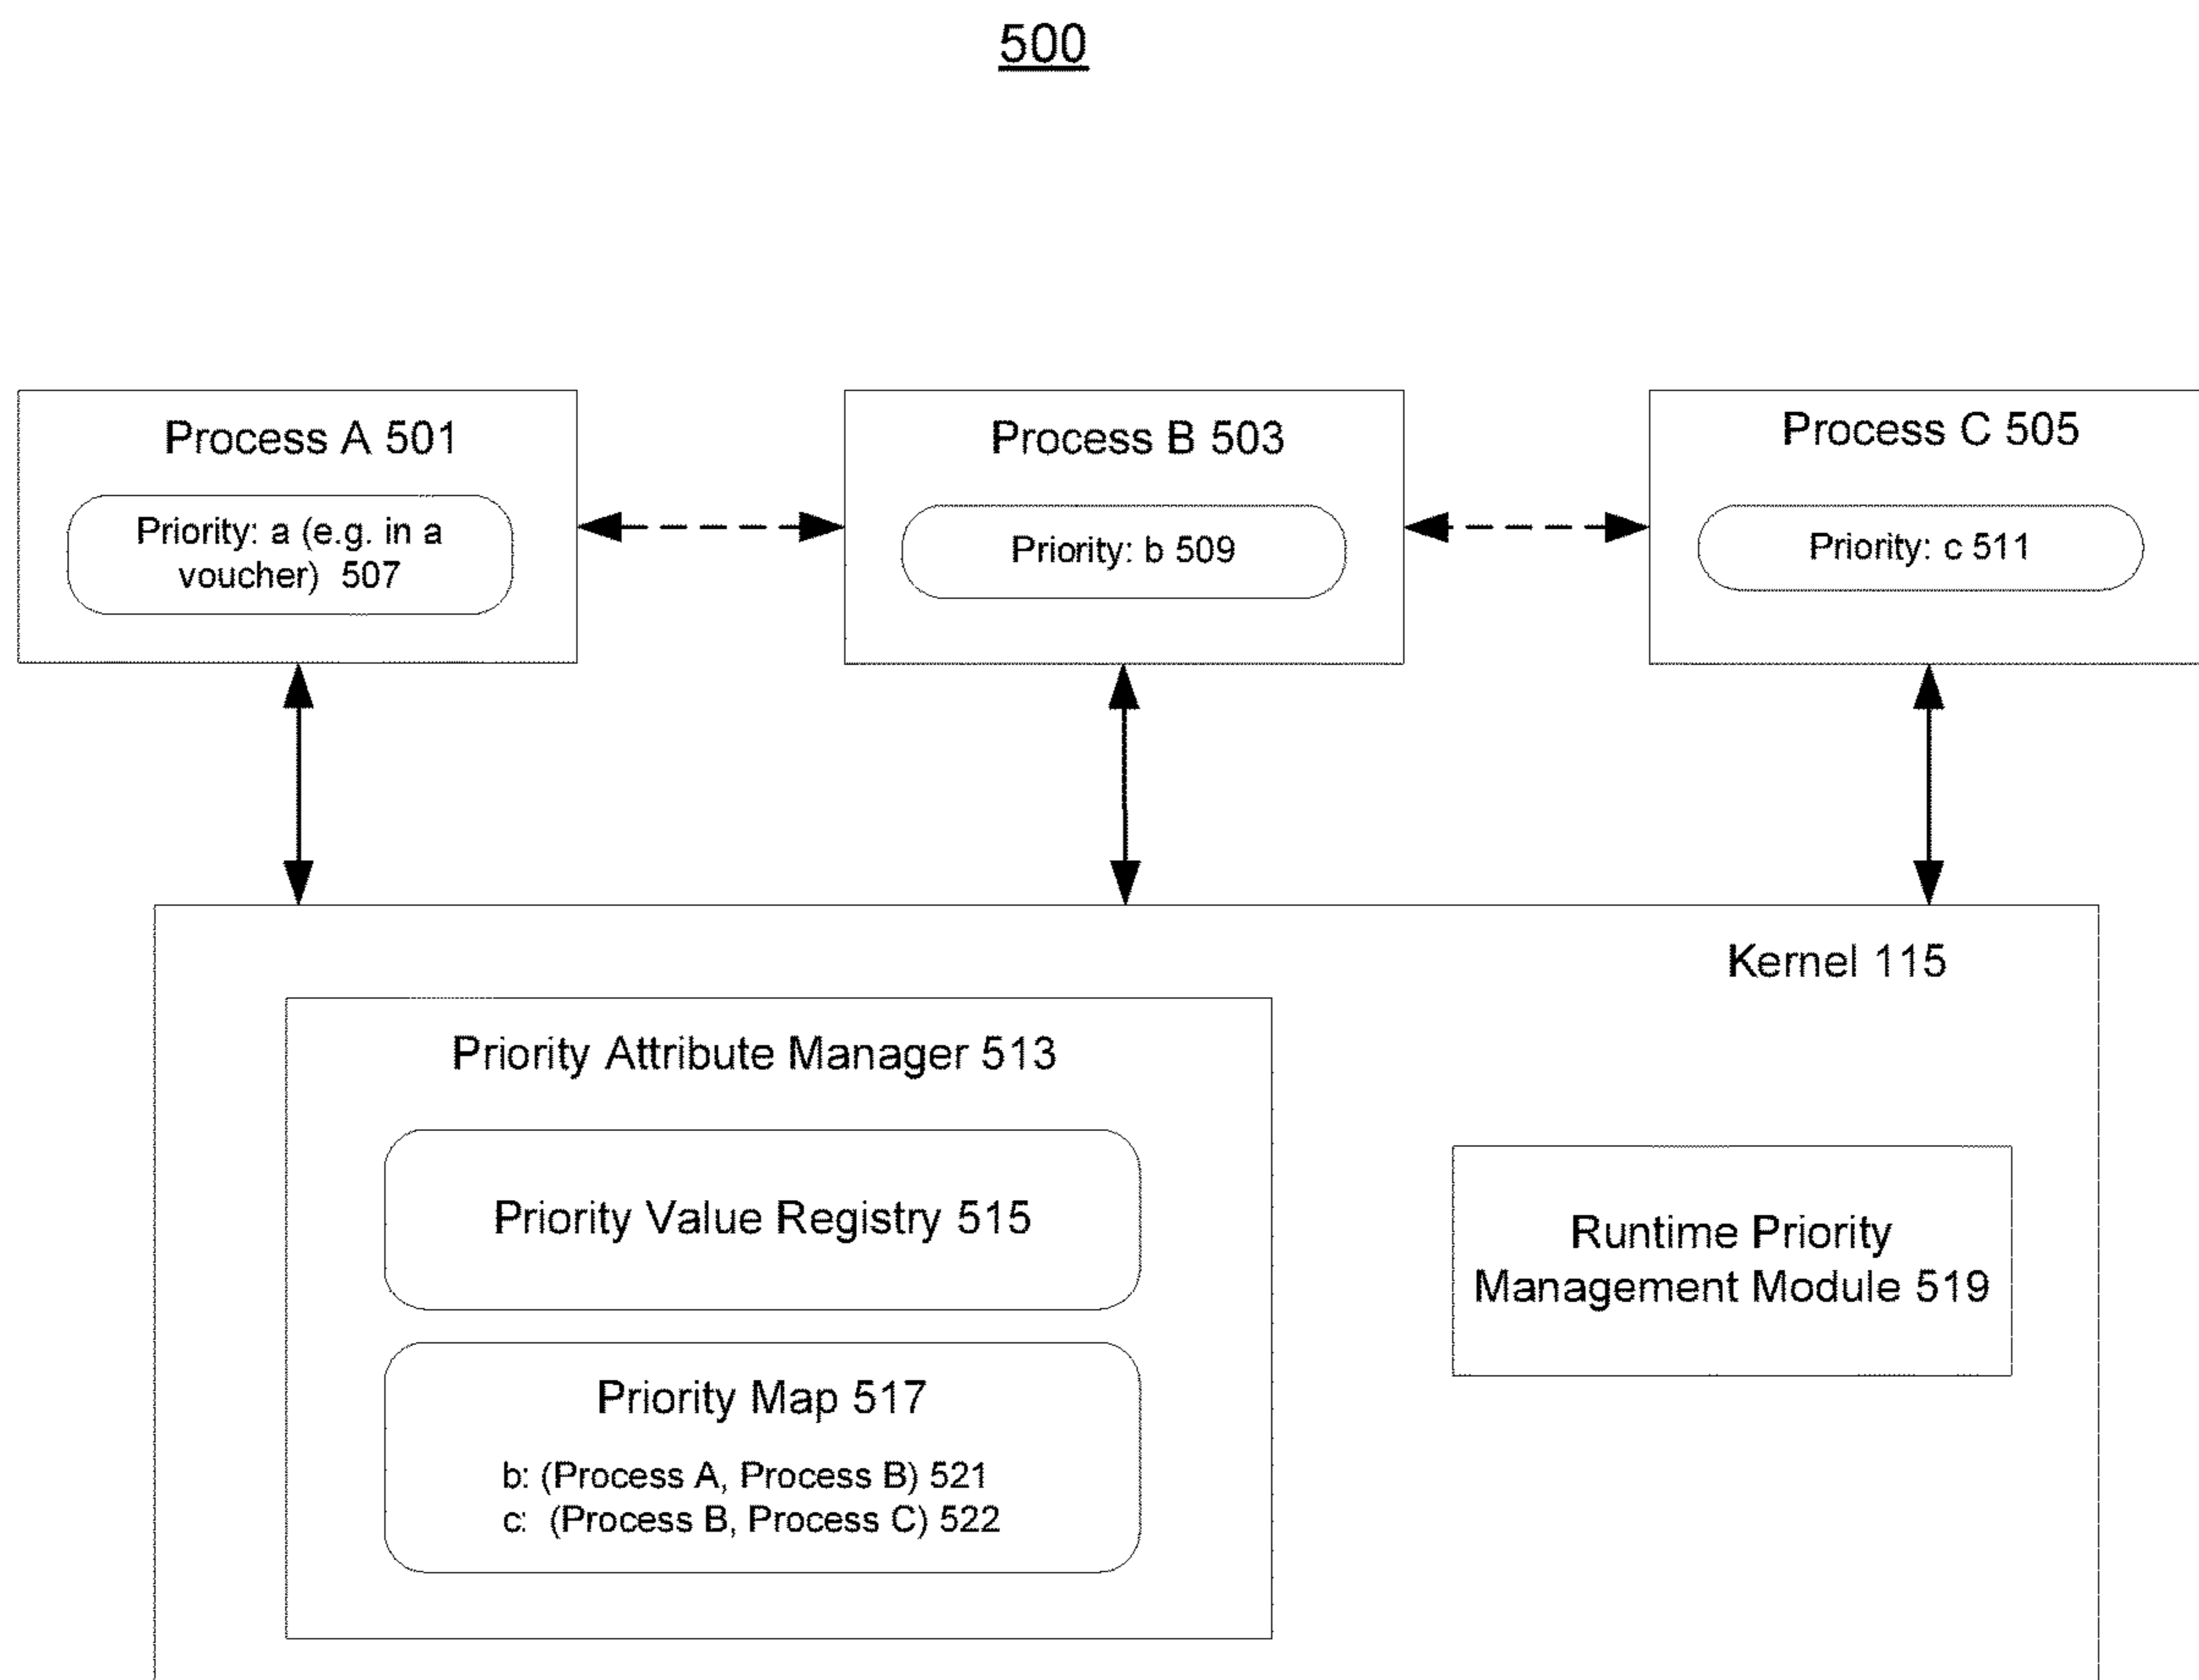 500
Process A 501
Priority: a (e.g. in a
voucher) 507
Process B 503
Priority: b 509
Process C 505
Priority: c 511
Kernel 115
Priority Attribute Manager 513
Priority Value Registry 515
Priority Map 517
b: (Process A, Process B) 521
c: (Process B, Process C) 522
Runtime Priority
Management Module 519